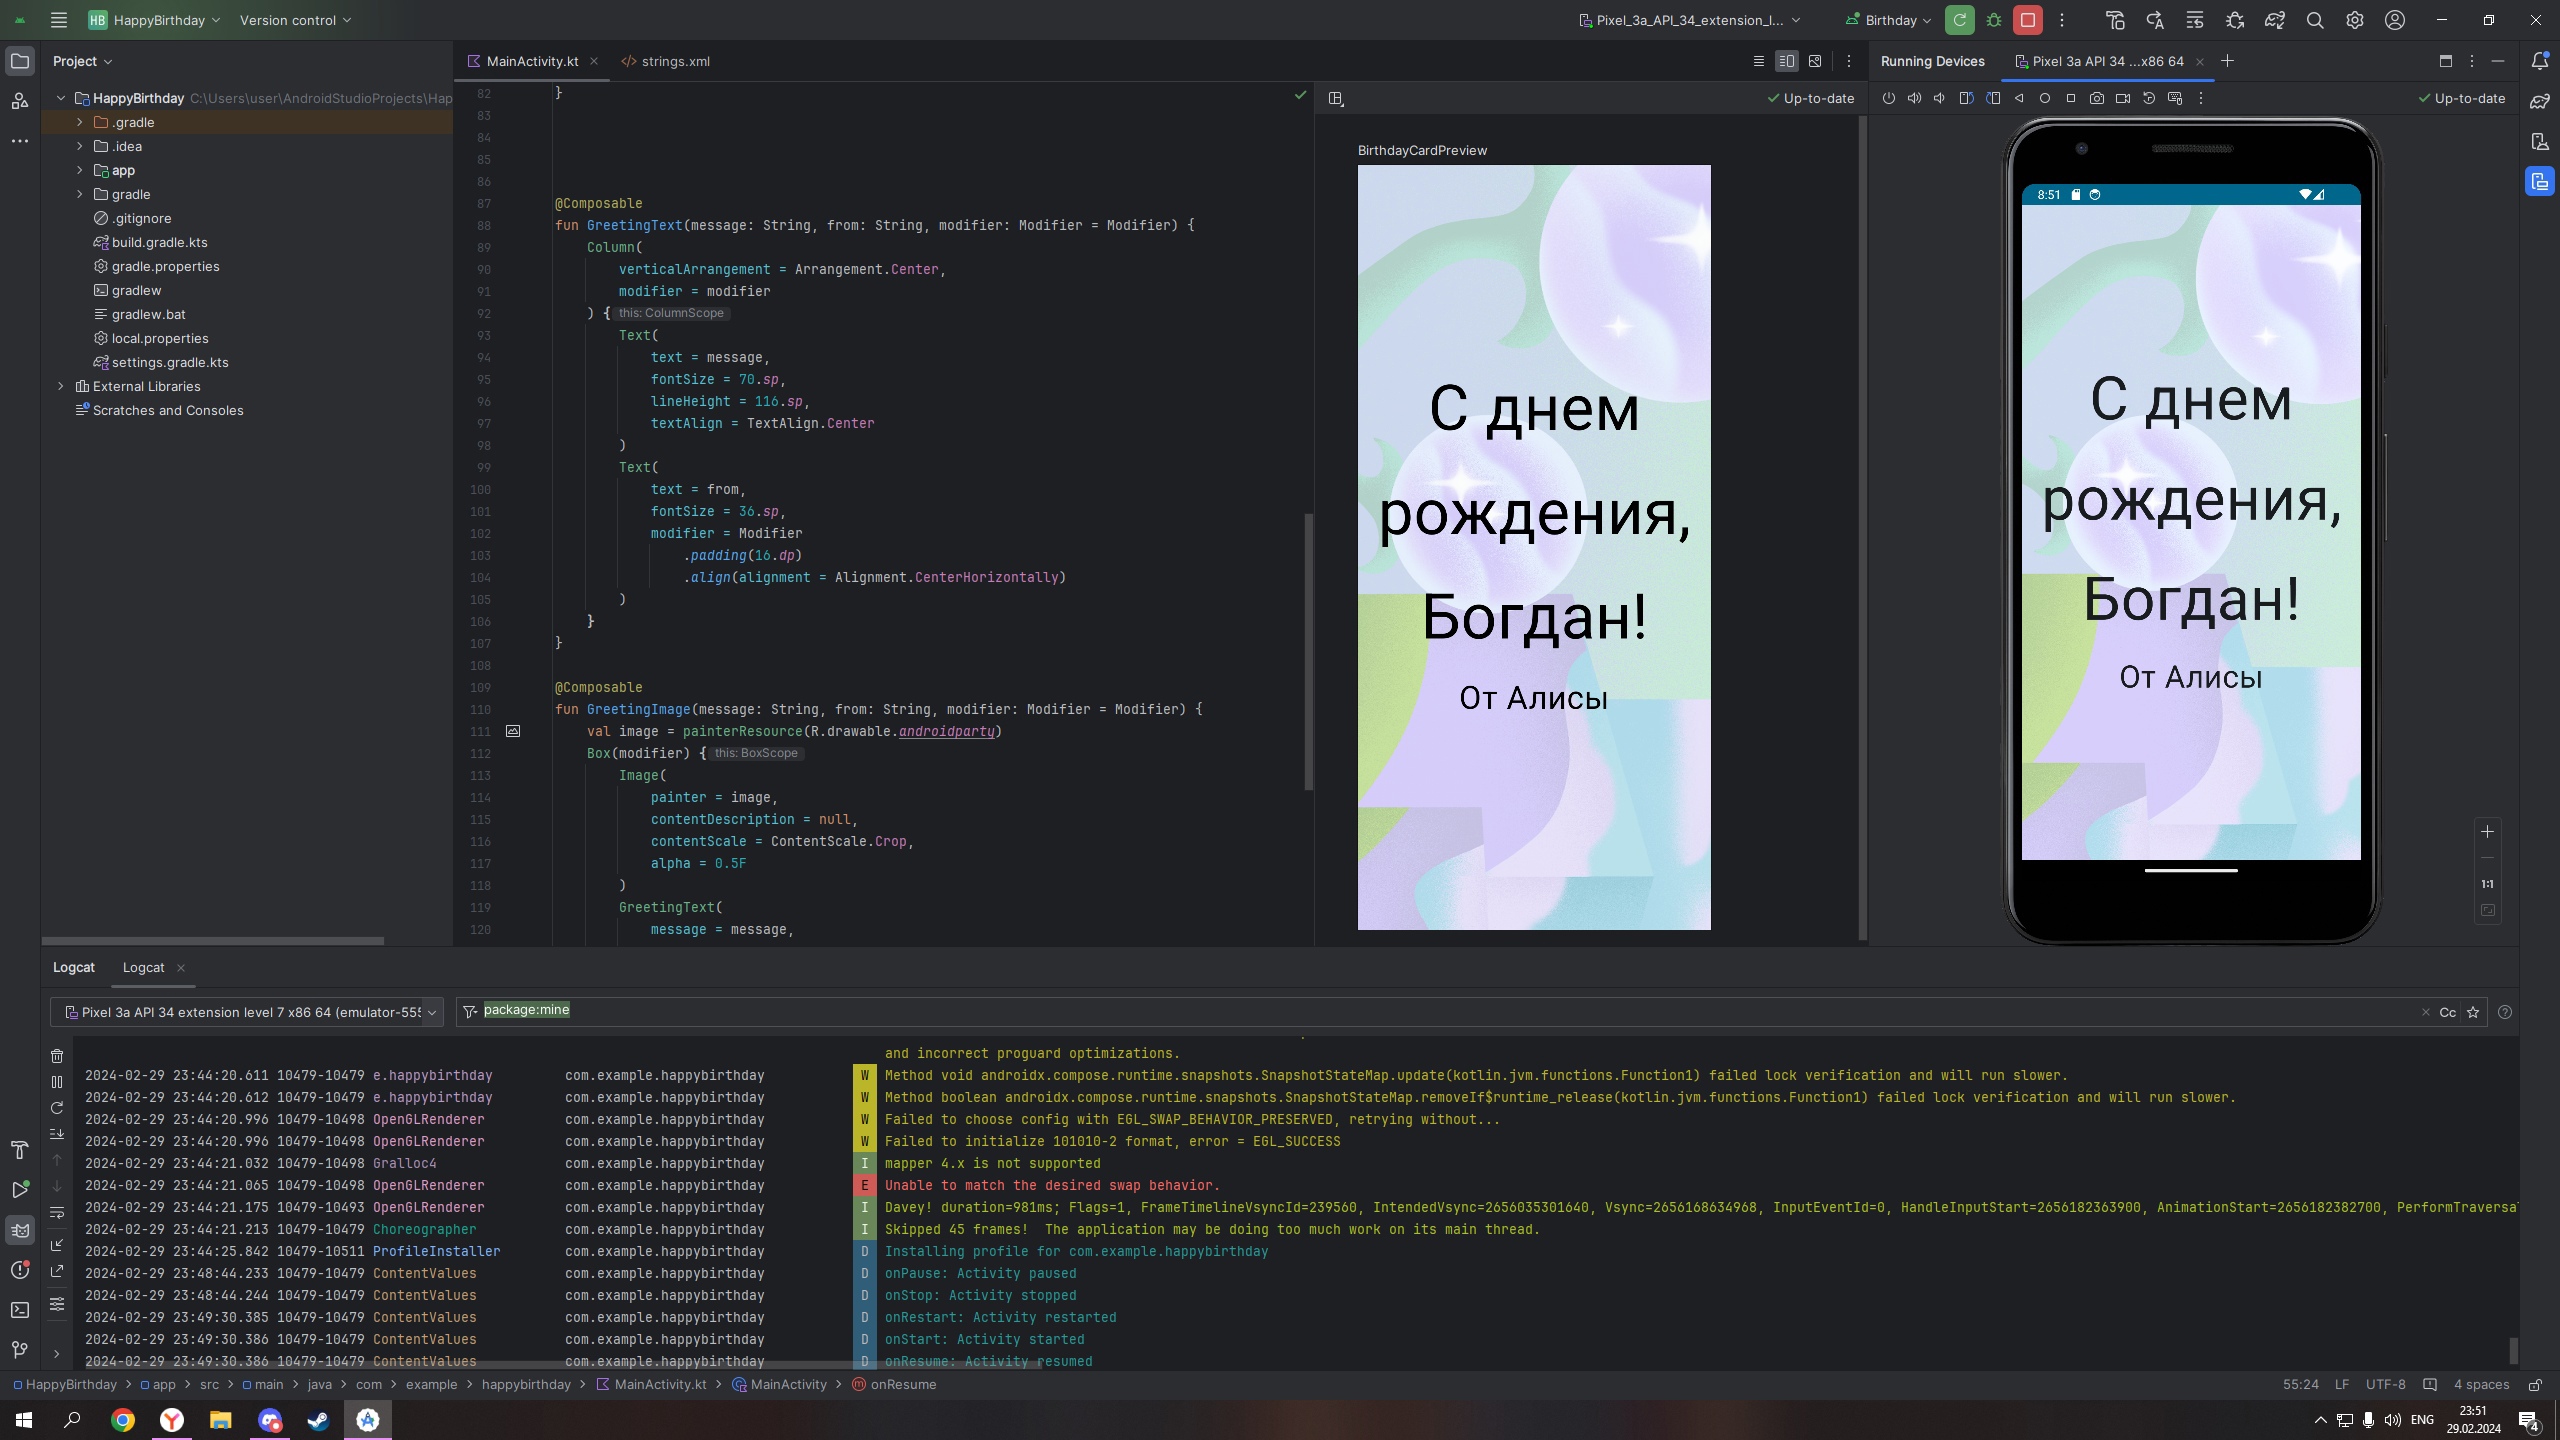 HB HappyBirthday Version control Pixel_3a_API_34_extension_l... Birthday
Project
HappyBirthday C:\Users\user\AndroidStudioProjects\Hap
.gradle
.idea
app
gradle
.gitignore
build.gradle.kts
gradle.properties
gradlew
gradlew.bat
local.properties
settings.gradle.kts
External Libraries
Scratches and Consoles
MainActivity.kt strings.xml
82 }
83
84
85
86
87 @Composable
88 fun GreetingText(message: String, from: String, modifier: Modifier = Modifier) {
89 Column(
90 verticalArrangement = Arrangement.Center,
91 modifier = modifier
92 ) { this: ColumnScope
93 Text(
94 text = message,
95 fontSize = 70.sp,
96 lineHeight = 116.sp,
97 textAlign = TextAlign.Center
98 )
99 Text(
100 text = from,
101 fontSize = 36.sp,
102 modifier = Modifier
103 .padding(16.dp)
104 .align(alignment = Alignment.CenterHorizontally)
105 )
106 }
107 }
108
109 @Composable
110 fun GreetingImage(message: String, from: String, modifier: Modifier = Modifier) {
111 val image = painterResource(R.drawable.androidparty)
112 Box(modifier) { this: BoxScope
113 Image(
114 painter = image,
115 contentDescription = null,
116 contentScale = ContentScale.Crop,
117 alpha = 0.5F
118 )
119 GreetingText(
120 message = message,
Up-to-date
BirthdayCardPreview
С днем
рождения,
Богдан!
От Алисы
Running Devices Pixel 3a API 34 ...x86 64
Up-to-date
8:51
С днем
рождения,
Богдан!
От Алисы
1:1
Logcat Logcat
Pixel 3a API 34 extension level 7 x86 64 (emulator-555 package:mine Cc
and incorrect proguard optimizations.
2024-02-29 23:44:20.611 10479-10479 e.happybirthday com.example.happybirthday W Method void androidx.compose.runtime.snapshots.SnapshotStateMap.update(kotlin.jvm.functions.Function1) failed lock verification and will run slower.
2024-02-29 23:44:20.612 10479-10479 e.happybirthday com.example.happybirthday W Method boolean androidx.compose.runtime.snapshots.SnapshotStateMap.removeIf$runtime_release(kotlin.jvm.functions.Function1) failed lock verification and will run slower.
2024-02-29 23:44:20.996 10479-10498 OpenGLRenderer com.example.happybirthday W Failed to choose config with EGL_SWAP_BEHAVIOR_PRESERVED, retrying without...
2024-02-29 23:44:20.996 10479-10498 OpenGLRenderer com.example.happybirthday W Failed to initialize 101010-2 format, error = EGL_SUCCESS
2024-02-29 23:44:21.032 10479-10498 Gralloc4 com.example.happybirthday I mapper 4.x is not supported
2024-02-29 23:44:21.065 10479-10498 OpenGLRenderer com.example.happybirthday E Unable to match the desired swap behavior.
2024-02-29 23:44:21.175 10479-10493 OpenGLRenderer com.example.happybirthday I Davey! duration=981ms; Flags=1, FrameTimelineVsyncId=239560, IntendedVsync=2656035301640, Vsync=2656168634968, InputEventId=0, HandleInputStart=2656182363900, AnimationStart=2656182382700, PerformTraversa
2024-02-29 23:44:21.213 10479-10479 Choreographer com.example.happybirthday I Skipped 45 frames! The application may be doing too much work on its main thread.
2024-02-29 23:44:25.842 10479-10511 ProfileInstaller com.example.happybirthday D Installing profile for com.example.happybirthday
2024-02-29 23:48:44.233 10479-10479 ContentValues com.example.happybirthday D onPause: Activity paused
2024-02-29 23:48:44.244 10479-10479 ContentValues com.example.happybirthday D onStop: Activity stopped
2024-02-29 23:49:30.385 10479-10479 ContentValues com.example.happybirthday D onRestart: Activity restarted
2024-02-29 23:49:30.386 10479-10479 ContentValues com.example.happybirthday D onStart: Activity started
2024-02-29 23:49:30.386 10479-10479 ContentValues com.example.happybirthday D onResume: Activity resumed
HappyBirthday > app > src > main > java > com > example > happybirthday > MainActivity.kt > MainActivity > onResume 55:24 LF UTF-8 4 spaces
ENG 23:51
29.02.2024 4